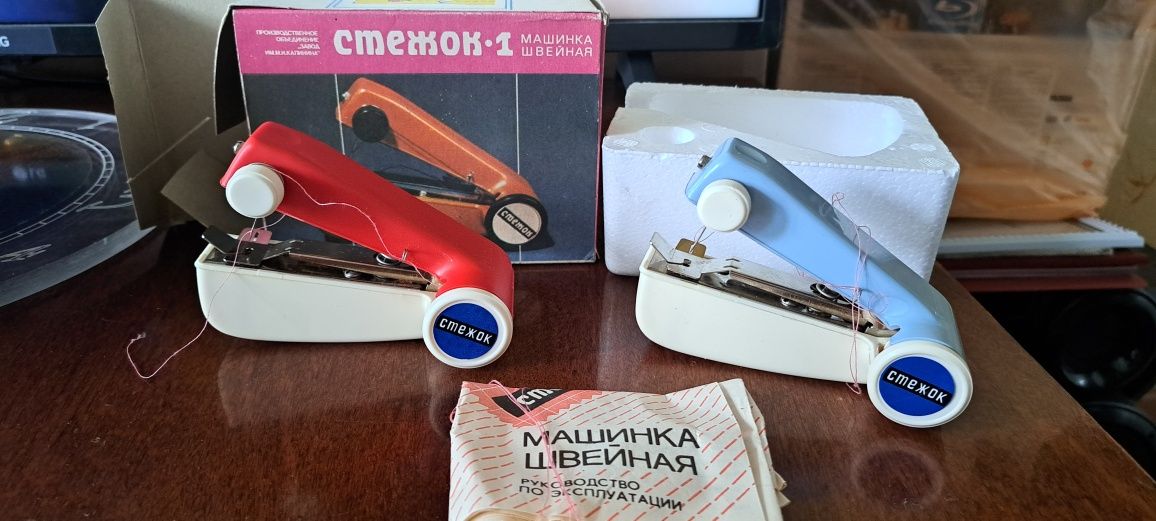 G
ПРОИЗВОДСТВЕННОЕ
ОБЪЕДИНЕНИЕ
„ЗАВОД
ИМ.М.И.КАЛИНИНА"
стежок·1
МАШИНКА
ШВЕЙНАЯ
стежок
стежок
стежок
МАШИНКА
ШВЕЙНАЯ
РУКОВОДСТВО
ПО ЭКСПЛУАТАЦИИ